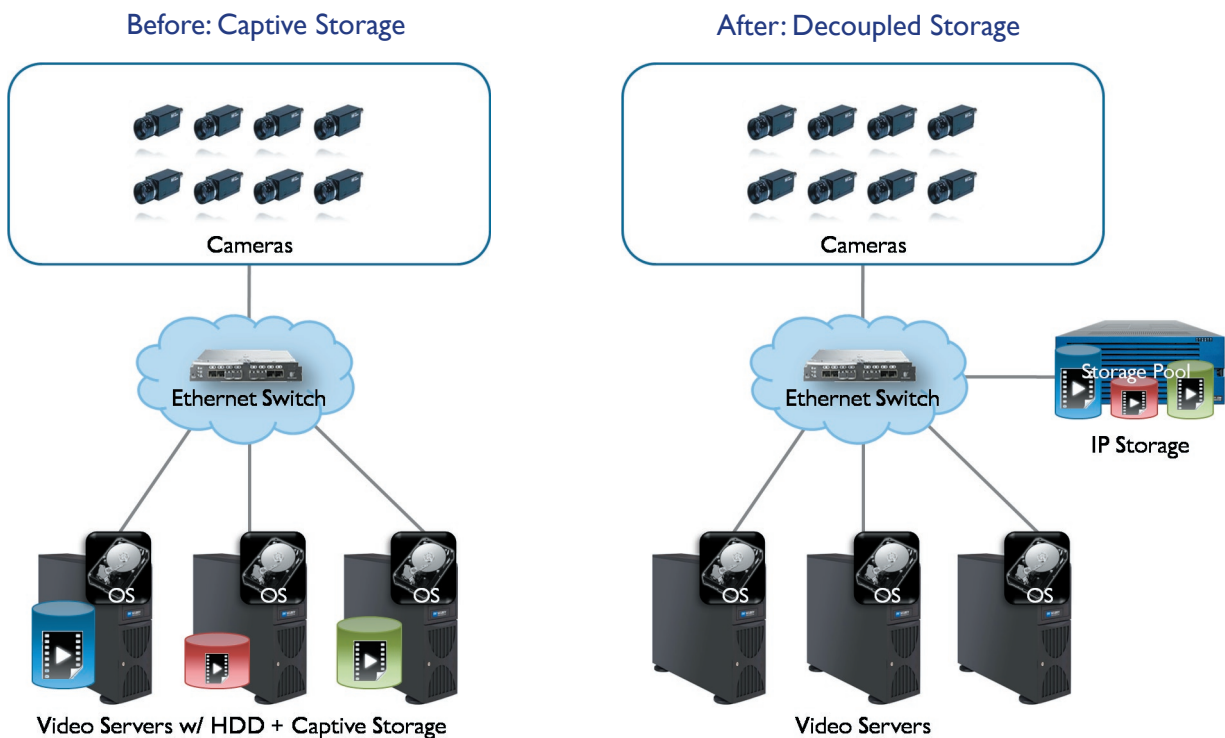 Before: Captive Storage
Cameras
Ethernet Switch
OS
OS
OS
Video Servers w/ HDD + Captive Storage
After: Decoupled Storage
Cameras
Ethernet Switch
Storage Pool
IP Storage
OS
OS
OS
Video Servers